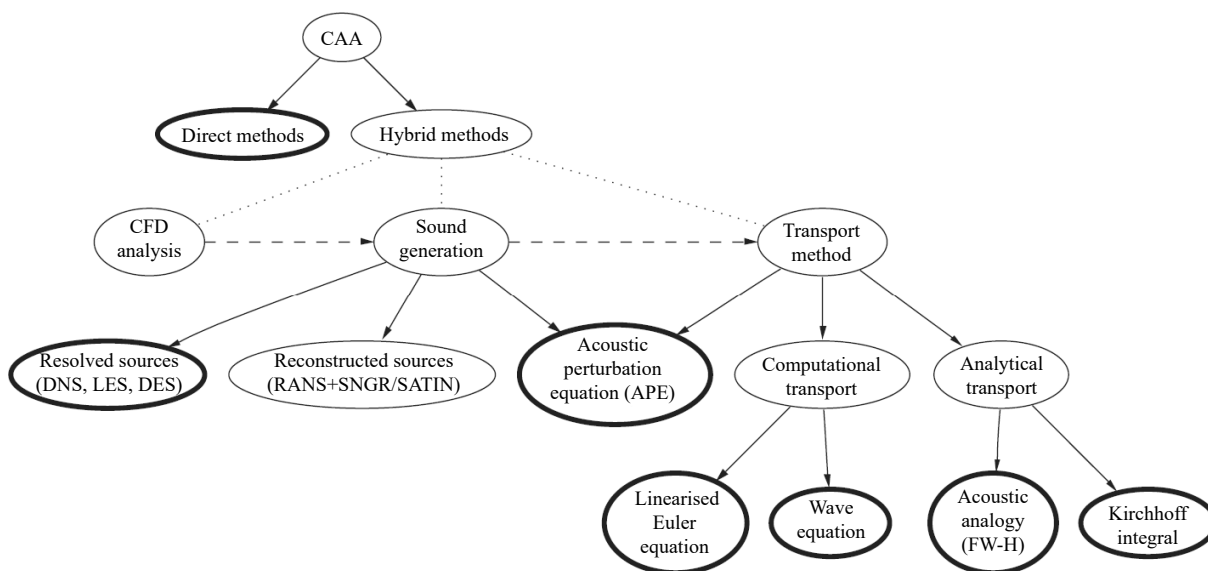 CAA
Direct methods
Hybrid methods
CFD
analysis
Sound
generation
Transport
method
Resolved sources
(DNS, LES, DES)
Reconstructed sources
(RANS+SNGR/SATIN)
Acoustic
perturbation
equation (APE)
Computational
transport
Analytical
transport
Linearised
Euler
equation
Wave
equation
Acoustic
analogy
(FW-H)
Kirchhoff
integral